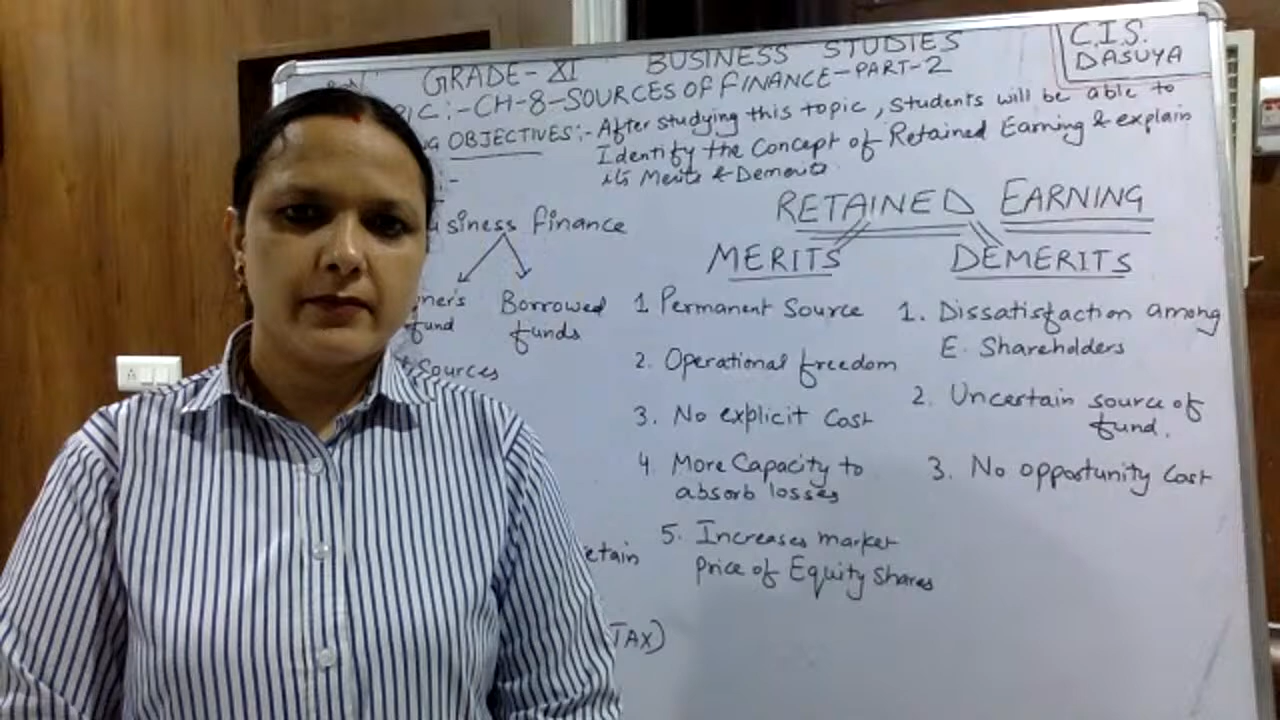 GRADE-XI BUSINESS STUDIES
C.I.S.
DASUYA
:-CH-8-SOURCES OF FINANCE-PART-2
OBJECTIVES:- After studying this topic, Students will be able to
Identify the Concept of Retained Earning & explain
its Merits & Demerits.
finance
Borrowed
fund
funds
Sources
TAX)
RETAINED EARNING
MERITS
1 Permanent Source
2. Operational freedom
3. No explicit Cost
4. More Capacity to
absorb losses
5. Increases market
Price of Equity Shares
DEMERITS
1. Dissatisfaction among
E. Shareholders
2. Uncertain source of
fund.
3. No opportunity Cost